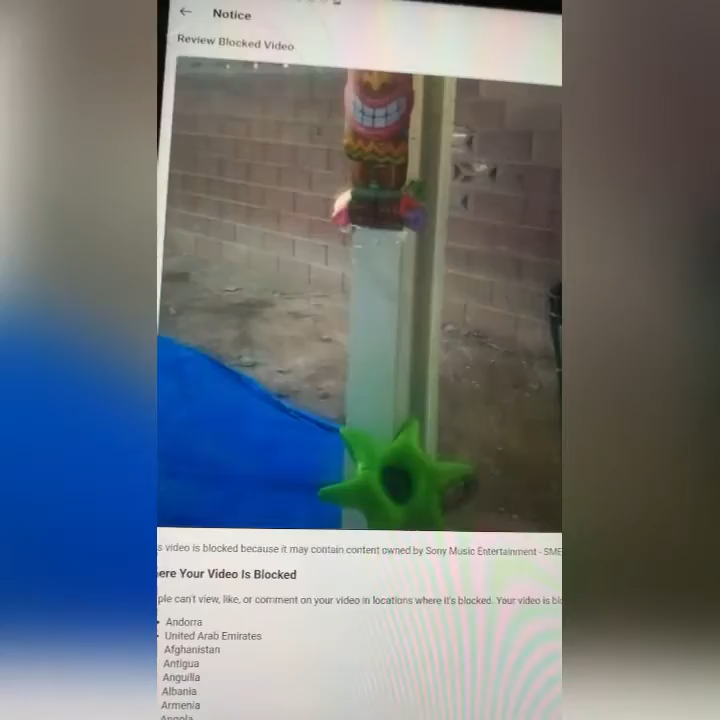 Notice
Review Blocked Video
s video is blocked because it may contain content owned by Sony Music Entertainment - SME
ere Your Video Is Blocked
ple can't view, like, or comment on your video in locations where it's blocked. Your video is blo
• Andorra
• United Arab Emirates
Afghanistan
Antigua
Anguilla
Albania
Armenia
Angola